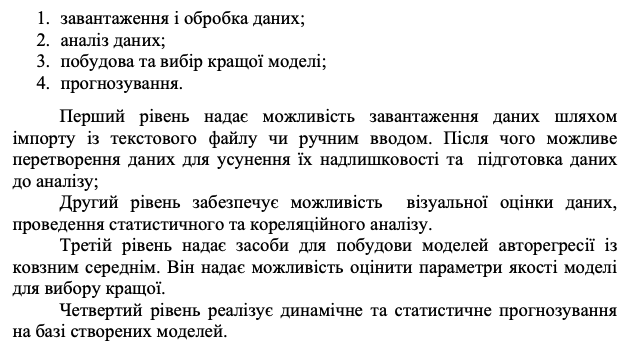 1. завантаження і обробка даних;
2. аналіз даних;
3. побудова та вибір кращої моделі;
4. прогнозування.
Перший рівень надає можливість завантаження даних шляхом
імпорту із текстового файлу чи ручним вводом. Після чого можливе
перетворення даних для усунення їх надлишковості та підготовка даних
до аналізу;
Другий рівень забезпечує можливість візуальної оцінки даних,
проведення статистичного та кореляційного аналізу.
Третій рівень надає засоби для побудови моделей авторегресії із
ковзним середнім. Він надає можливість оцінити параметри якості моделі
для вибору кращої.
Четвертий рівень реалізує динамічне та статистичне прогнозування
на базі створених моделей.